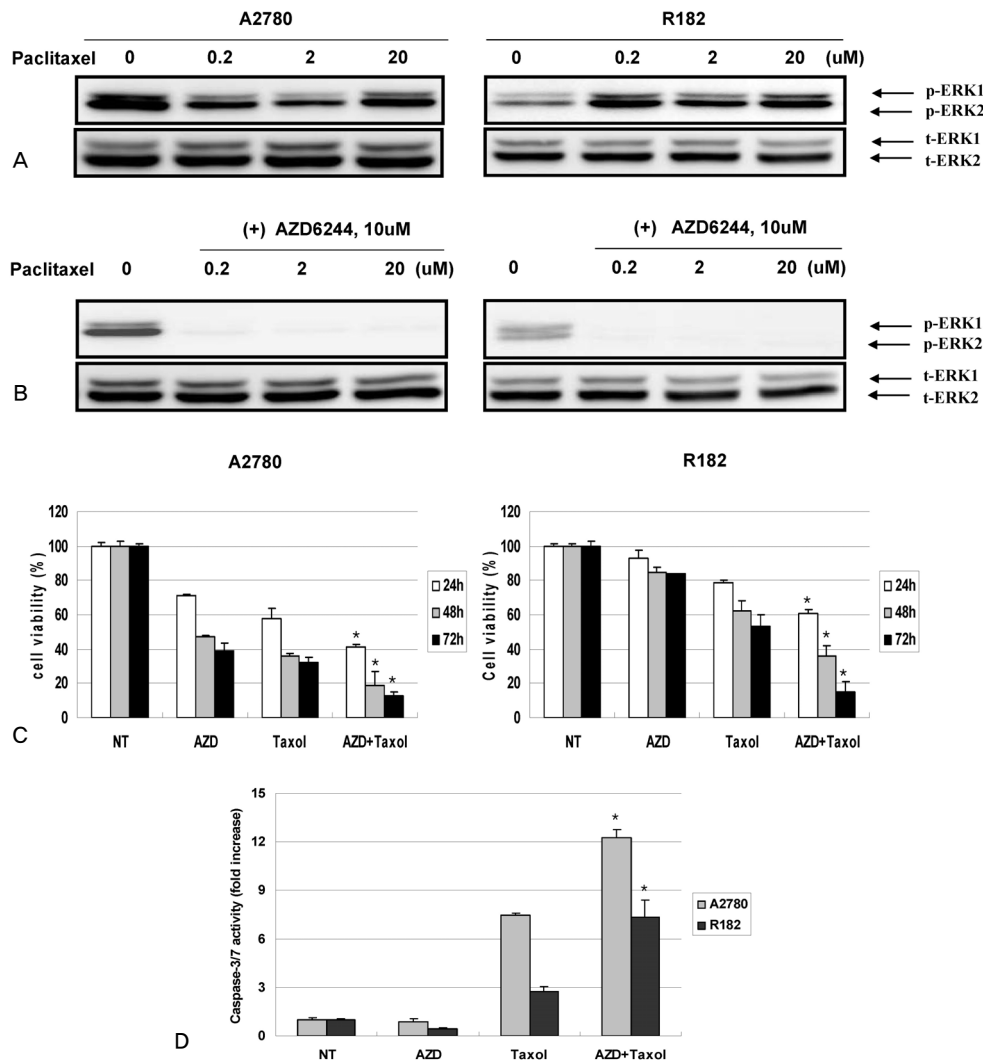 A2780 R182
Paclitaxel 0 0.2 2 20 0 0.2 2 20 (uM)
p-ERK1
p-ERK2
t-ERK1
t-ERK2
A
(+) AZD6244, 10uM (+) AZD6244, 10uM
Paclitaxel 0 0.2 2 20 (uM) 0 0.2 2 20 (uM)
p-ERK1
p-ERK2
t-ERK1
t-ERK2
B
A2780 R182
cell viability (%)
120
100
80
60
40
20
0
NT AZD Taxol AZD+Taxol
* * *
24h
48h
72h
Cell viability (%)
120
100
80
60
40
20
0
NT AZD Taxol AZD+Taxol
* * *
24h
48h
72h
C
Caspase-3/7 activity (fold increase)
15
12
9
6
3
0
NT AZD Taxol AZD+Taxol
* *
A2780
R182
D